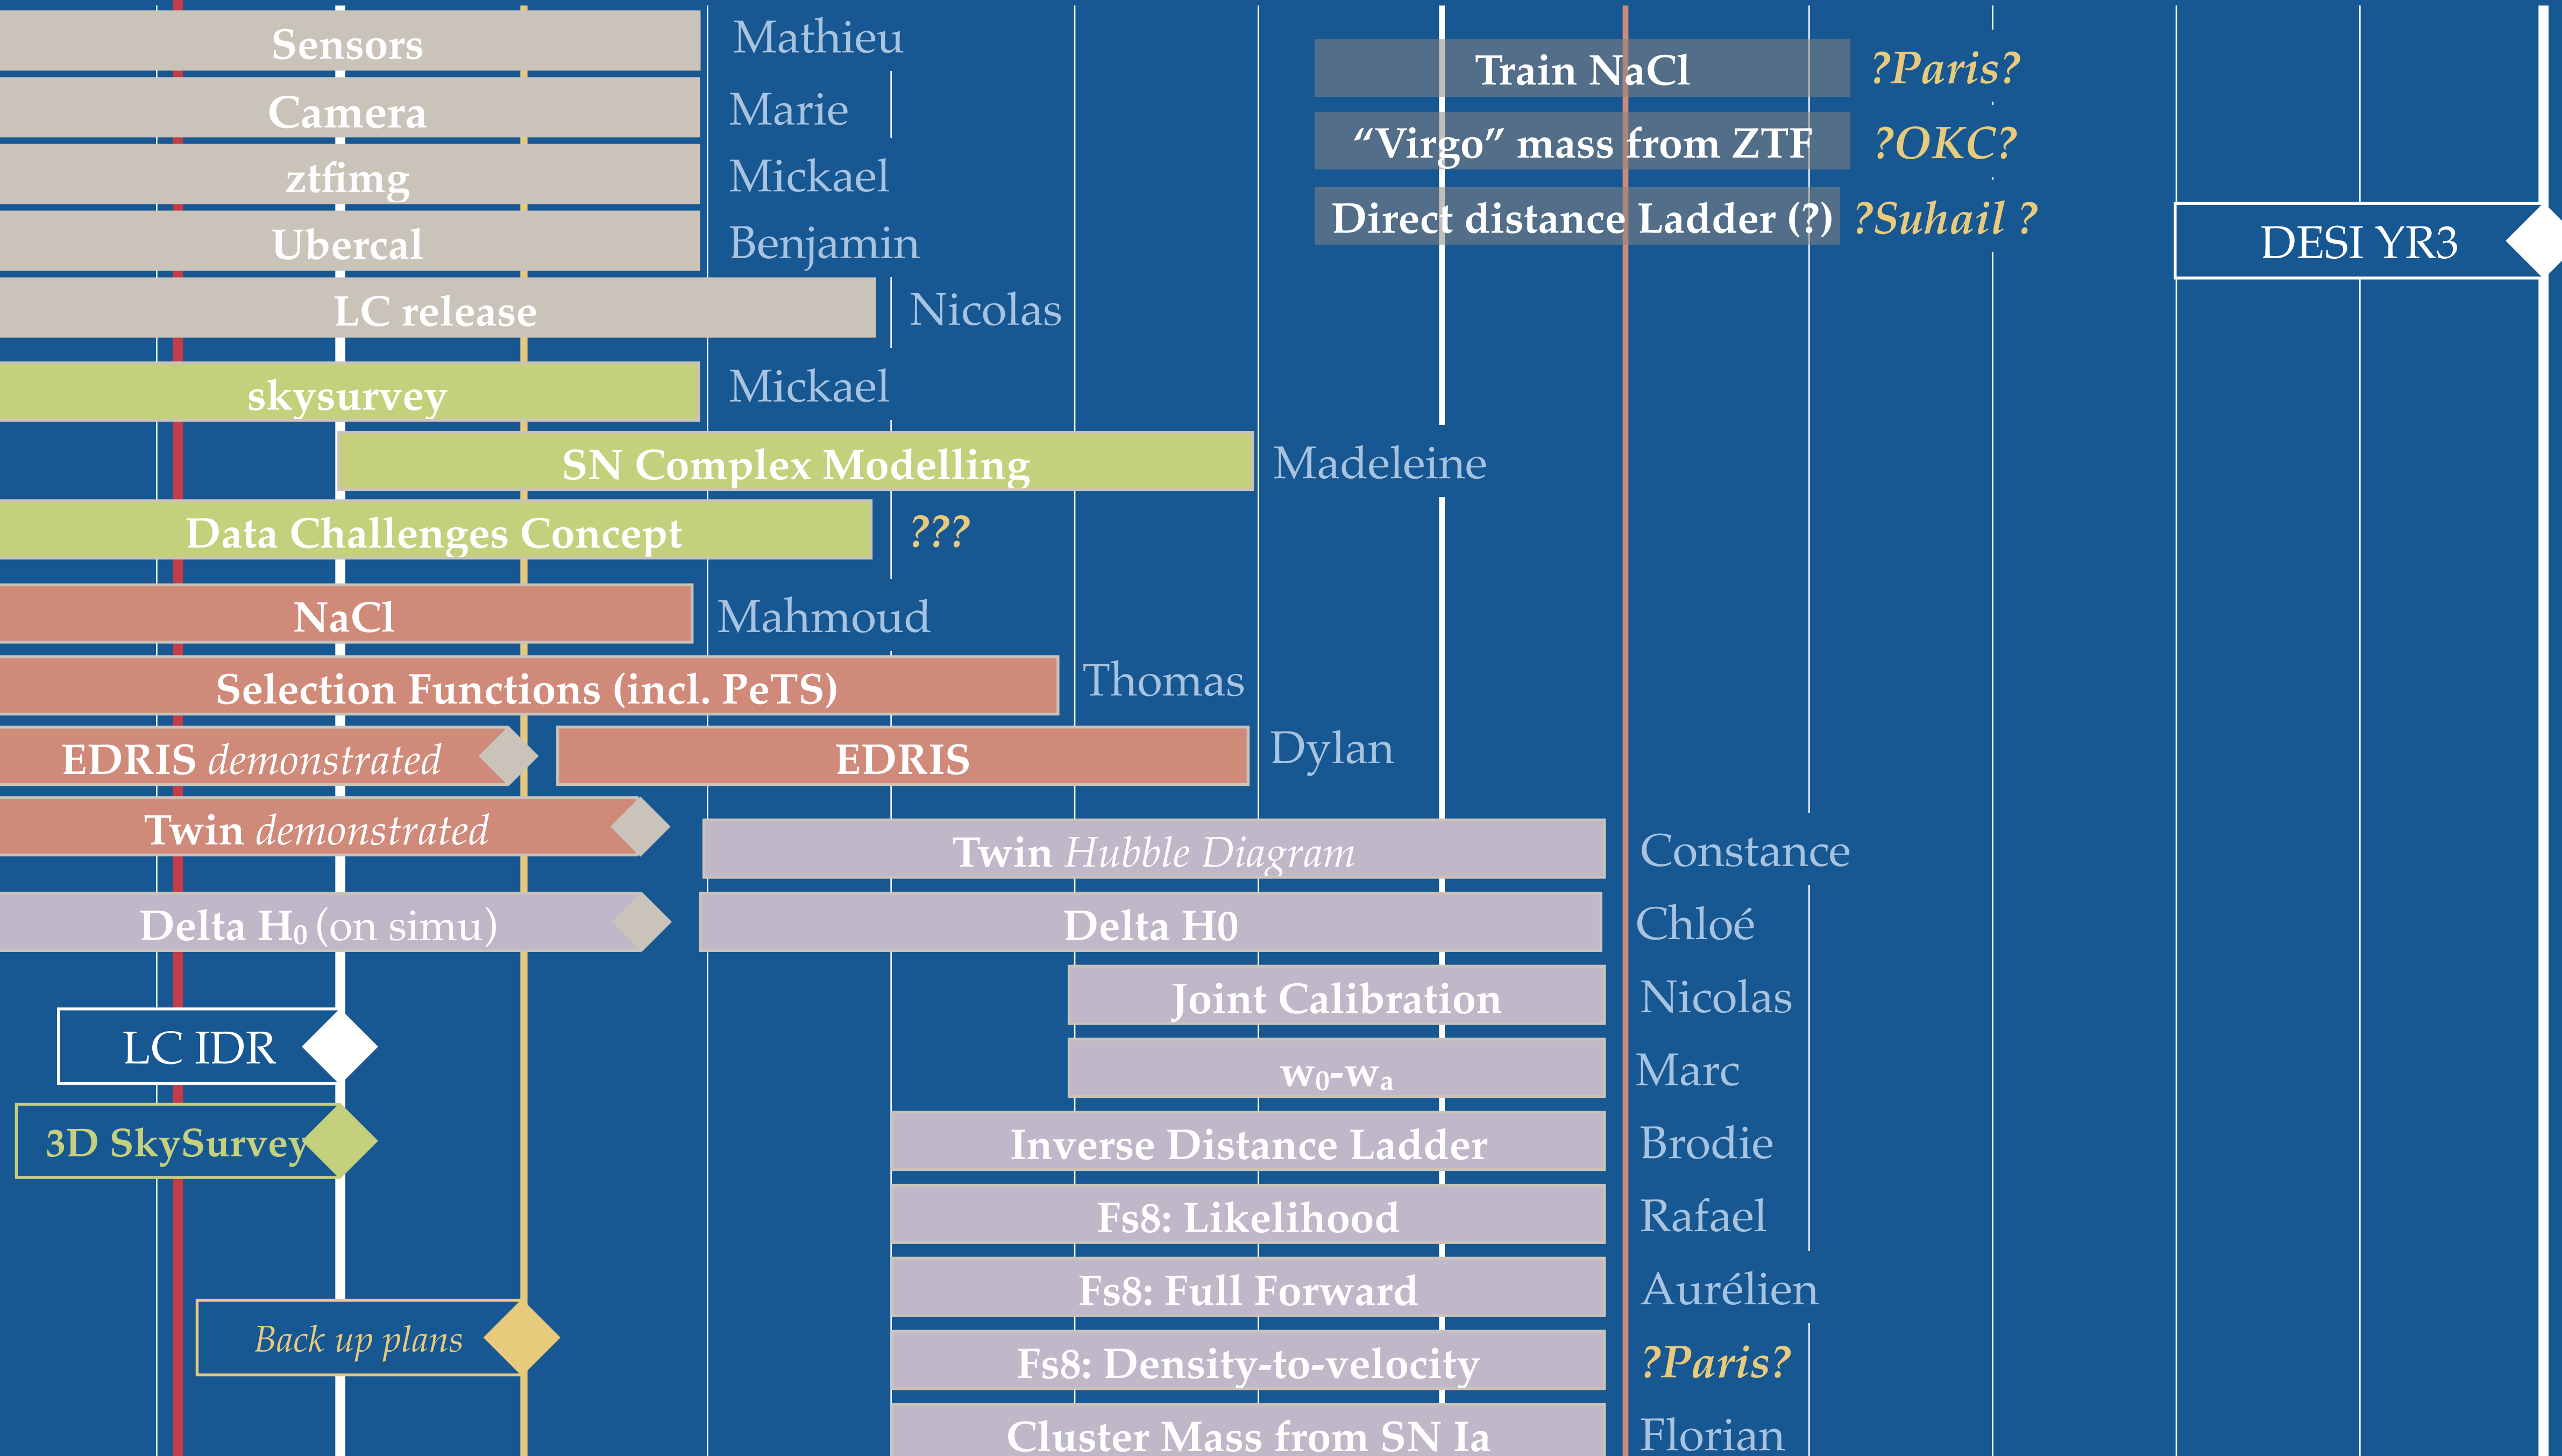 Sensors Mathieu
Camera Marie
ztfimg Mickael
Ubercal Benjamin
LC release Nicolas
Train NaCl ?Paris?
“Virgo” mass from ZTF ?OKC?
Direct distance Ladder (?) ?Suhail ?
DESI YR3
skysurvey Mickael
SN Complex Modelling Madeleine
Data Challenges Concept ???
NaCl Mahmoud
Selection Functions (incl. PeTS) Thomas
EDRIS demonstrated EDRIS Dylan
Twin demonstrated
Twin Hubble Diagram Constance
Delta H₀ (on simu) Delta H0 Chloé
Joint Calibration Nicolas
LC IDR
w₀-wₐ Marc
3D SkySurvey
Inverse Distance Ladder Brodie
Fs8: Likelihood Rafael
Fs8: Full Forward Aurélien
Back up plans
Fs8: Density-to-velocity ?Paris?
Cluster Mass from SN Ia Florian